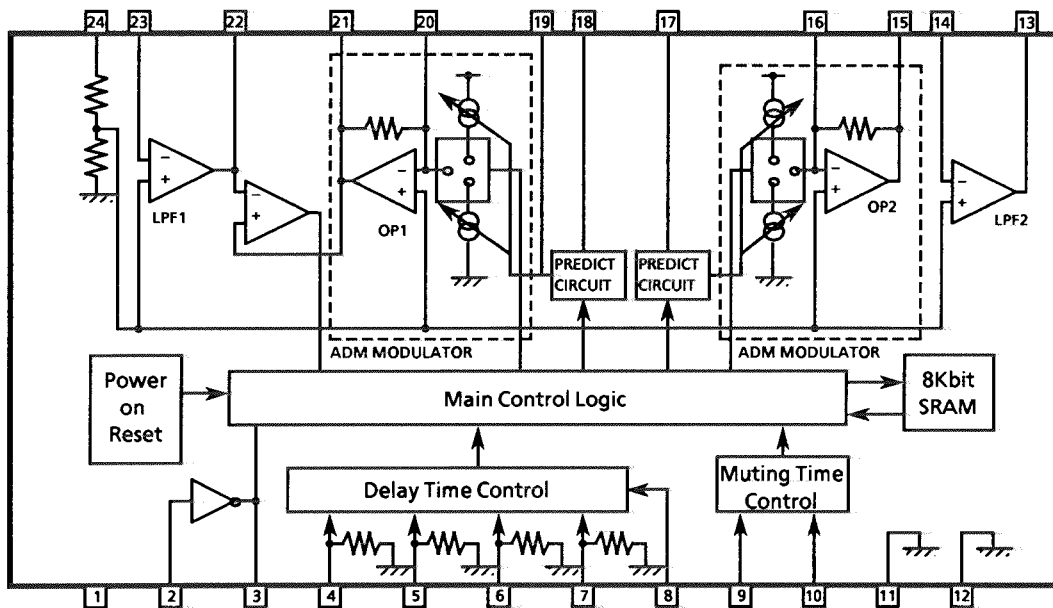 24 23 22 21 20 19 18 17 16 15 14 13
LPF1
- +
- +
OP1
- +
PREDICT
CIRCUIT
PREDICT
CIRCUIT
- +
OP2
- +
LPF2
ADM MODULATOR
ADM MODULATOR
Power
on
Reset
Main Control Logic
8Kbit
SRAM
Delay Time Control
Muting Time
Control
1 2 3 4 5 6 7 8 9 10 11 12